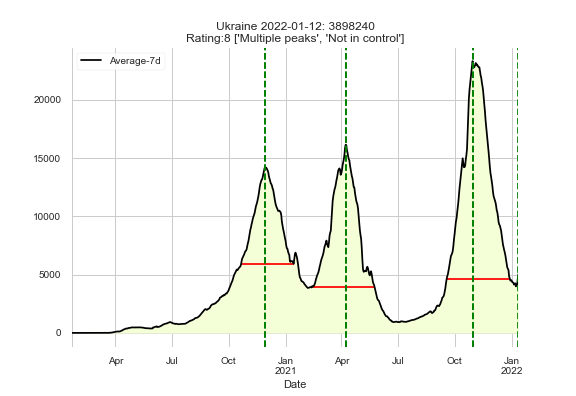 Ukraine 2022-01-12: 3898240
Rating:8 ['Multiple peaks', 'Not in control']
Average-7d
20000
15000
10000
5000
0
Apr Jul Oct Jan Apr Jul Oct Jan
2021 2022
Date